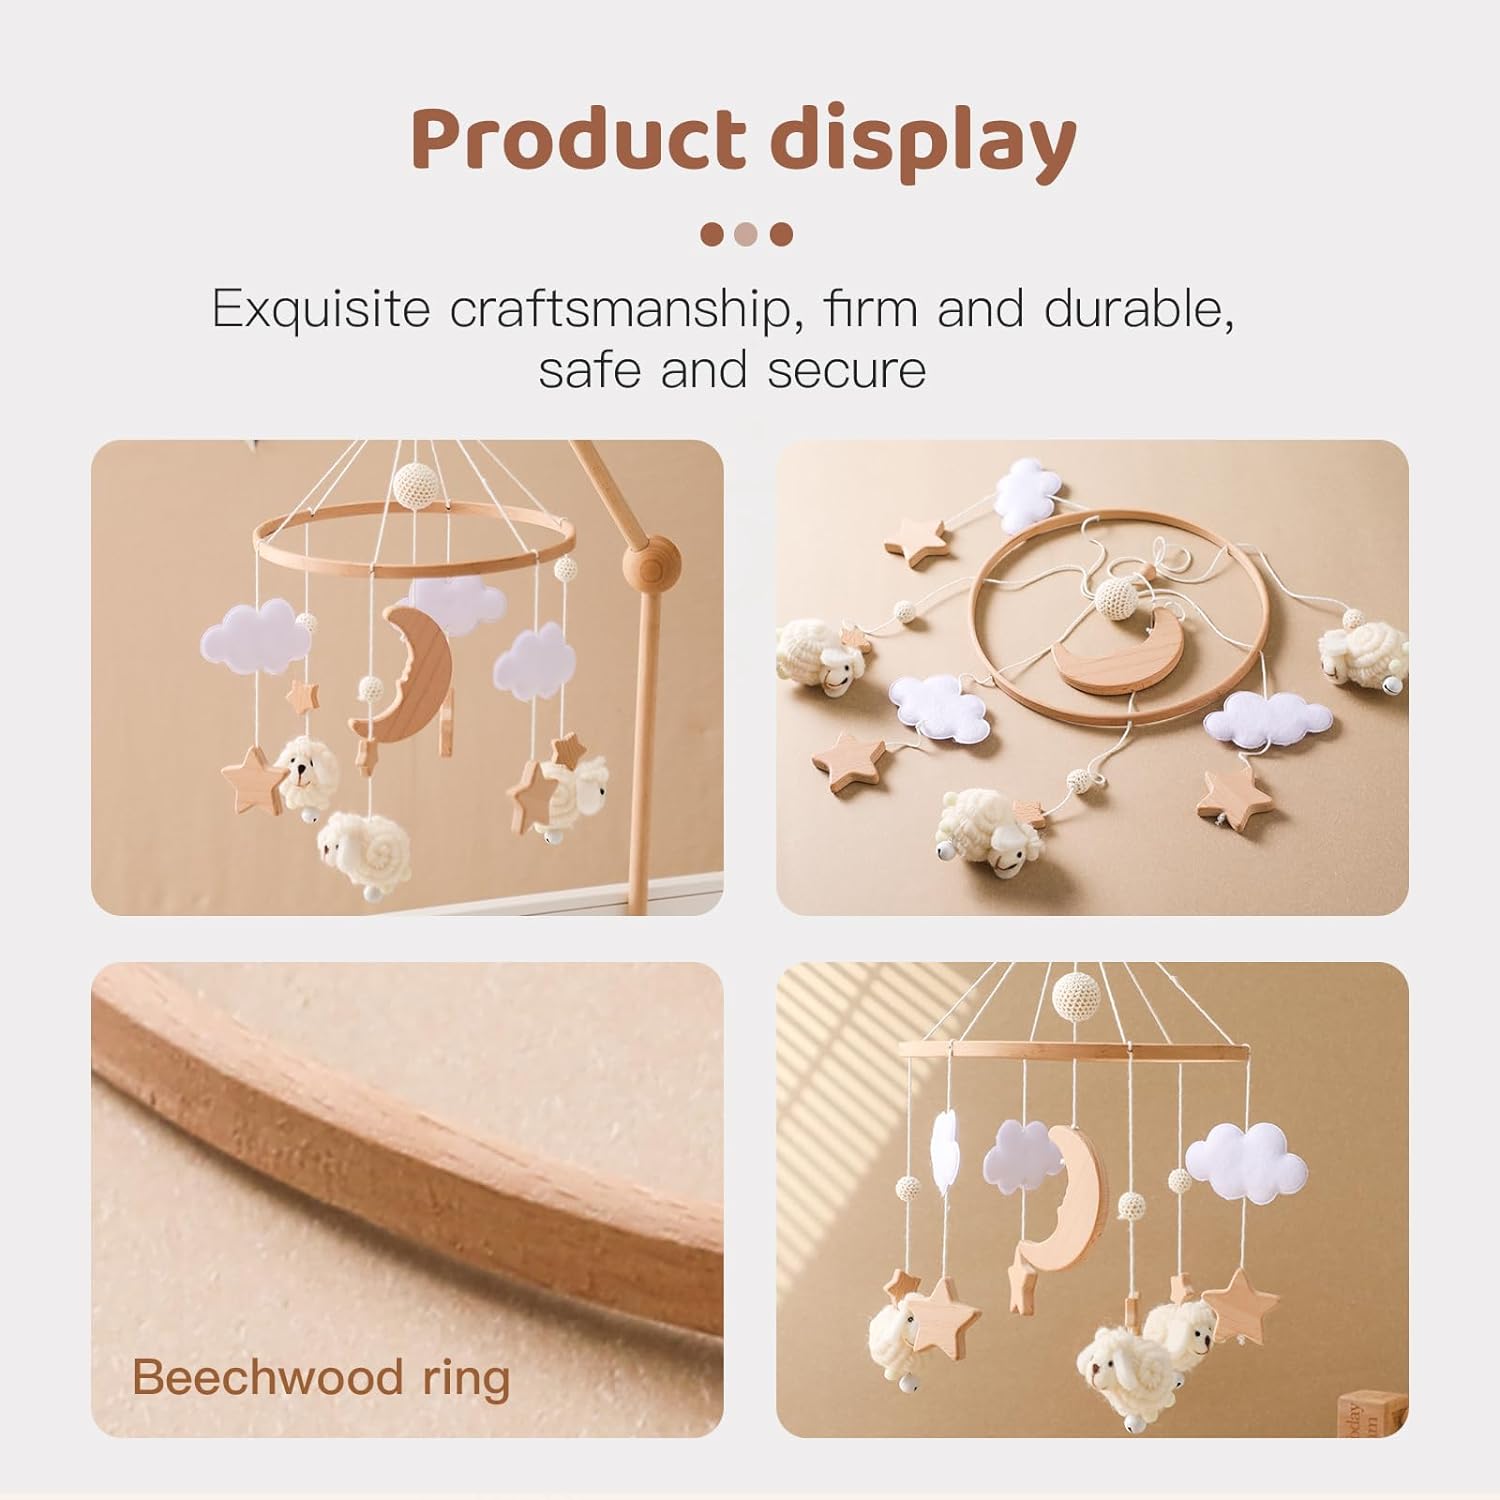 Product display
Exquisite craftsmanship, firm and durable,
safe and secure
Beechwood ring